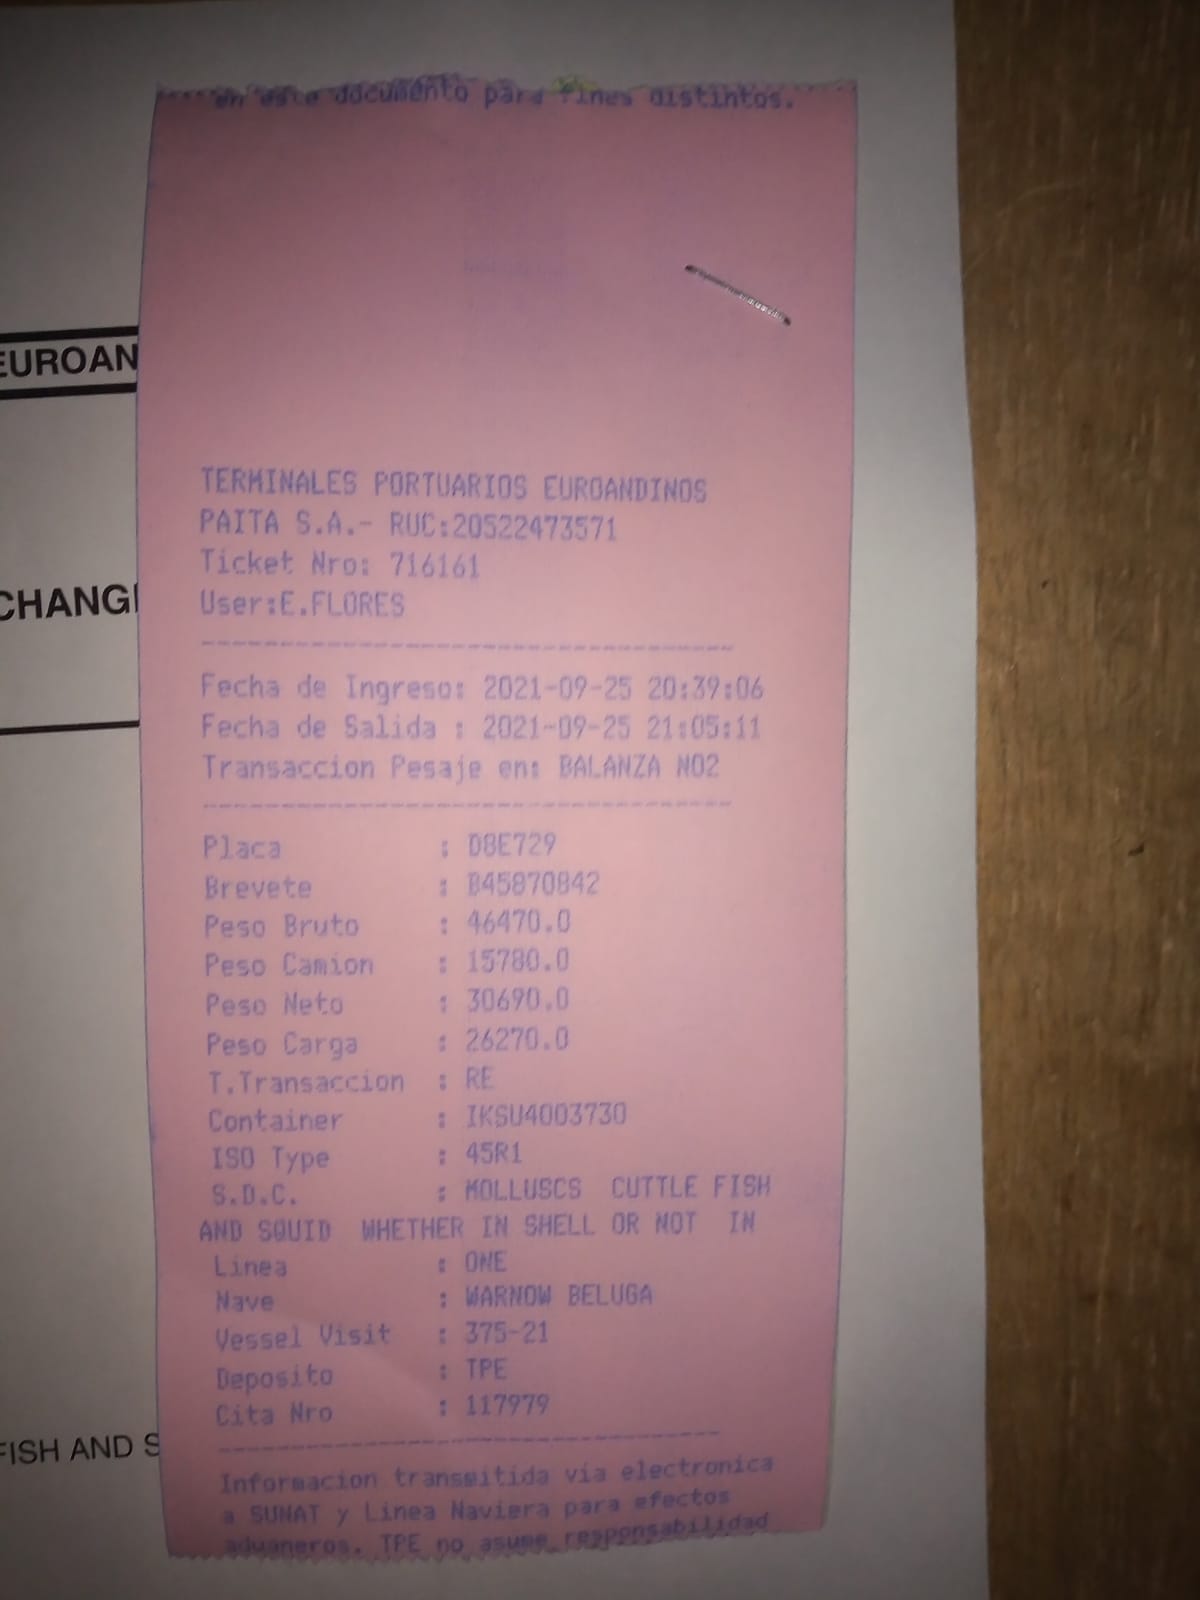 en este documento para fines distintos.
EUROAN
CHANG
FISH AND S
TERMINALES PORTUARIOS EUROANDINOS
PAITA S.A.- RUC:20522473571
Ticket Nro: 716161
User:E.FLORES
----------------------------------
Fecha de Ingreso: 2021-09-25 20:39:06
Fecha de Salida : 2021-09-25 21:05:11
Transaccion Pesaje en: BALANZA NO2
----------------------------------
Placa : D8E729
Brevete : B45870842
Peso Bruto : 46470.0
Peso Camion : 15780.0
Peso Neto : 30690.0
Peso Carga : 26270.0
T.Transaccion : RE
Container : IKSU4003730
ISO Type : 45R1
S.D.C. : MOLLUSCS CUTTLE FISH
AND SQUID WHETHER IN SHELL OR NOT IN
Linea : ONE
Nave : WARNOW BELUGA
Vessel Visit : 375-21
Deposito : TPE
Cita Nro : 117979
----------------------------------
Informacion transmitida via electronica
a SUNAT y Linea Naviera para efectos
aduaneros. TPE no asume responsabilidad